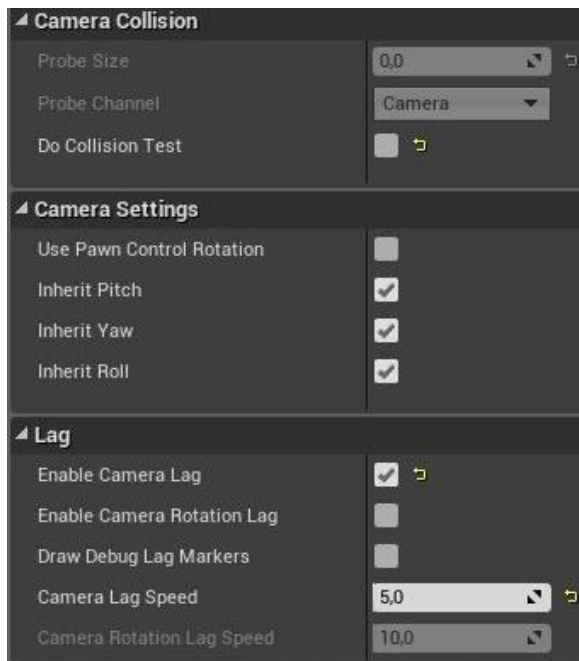 Camera Collision
Probe Size 0,0
Probe Channel Camera
Do Collision Test
Camera Settings
Use Pawn Control Rotation
Inherit Pitch
Inherit Yaw
Inherit Roll
Lag
Enable Camera Lag
Enable Camera Rotation Lag
Draw Debug Lag Markers
Camera Lag Speed 5,0
Camera Rotation Lag Speed 10,0